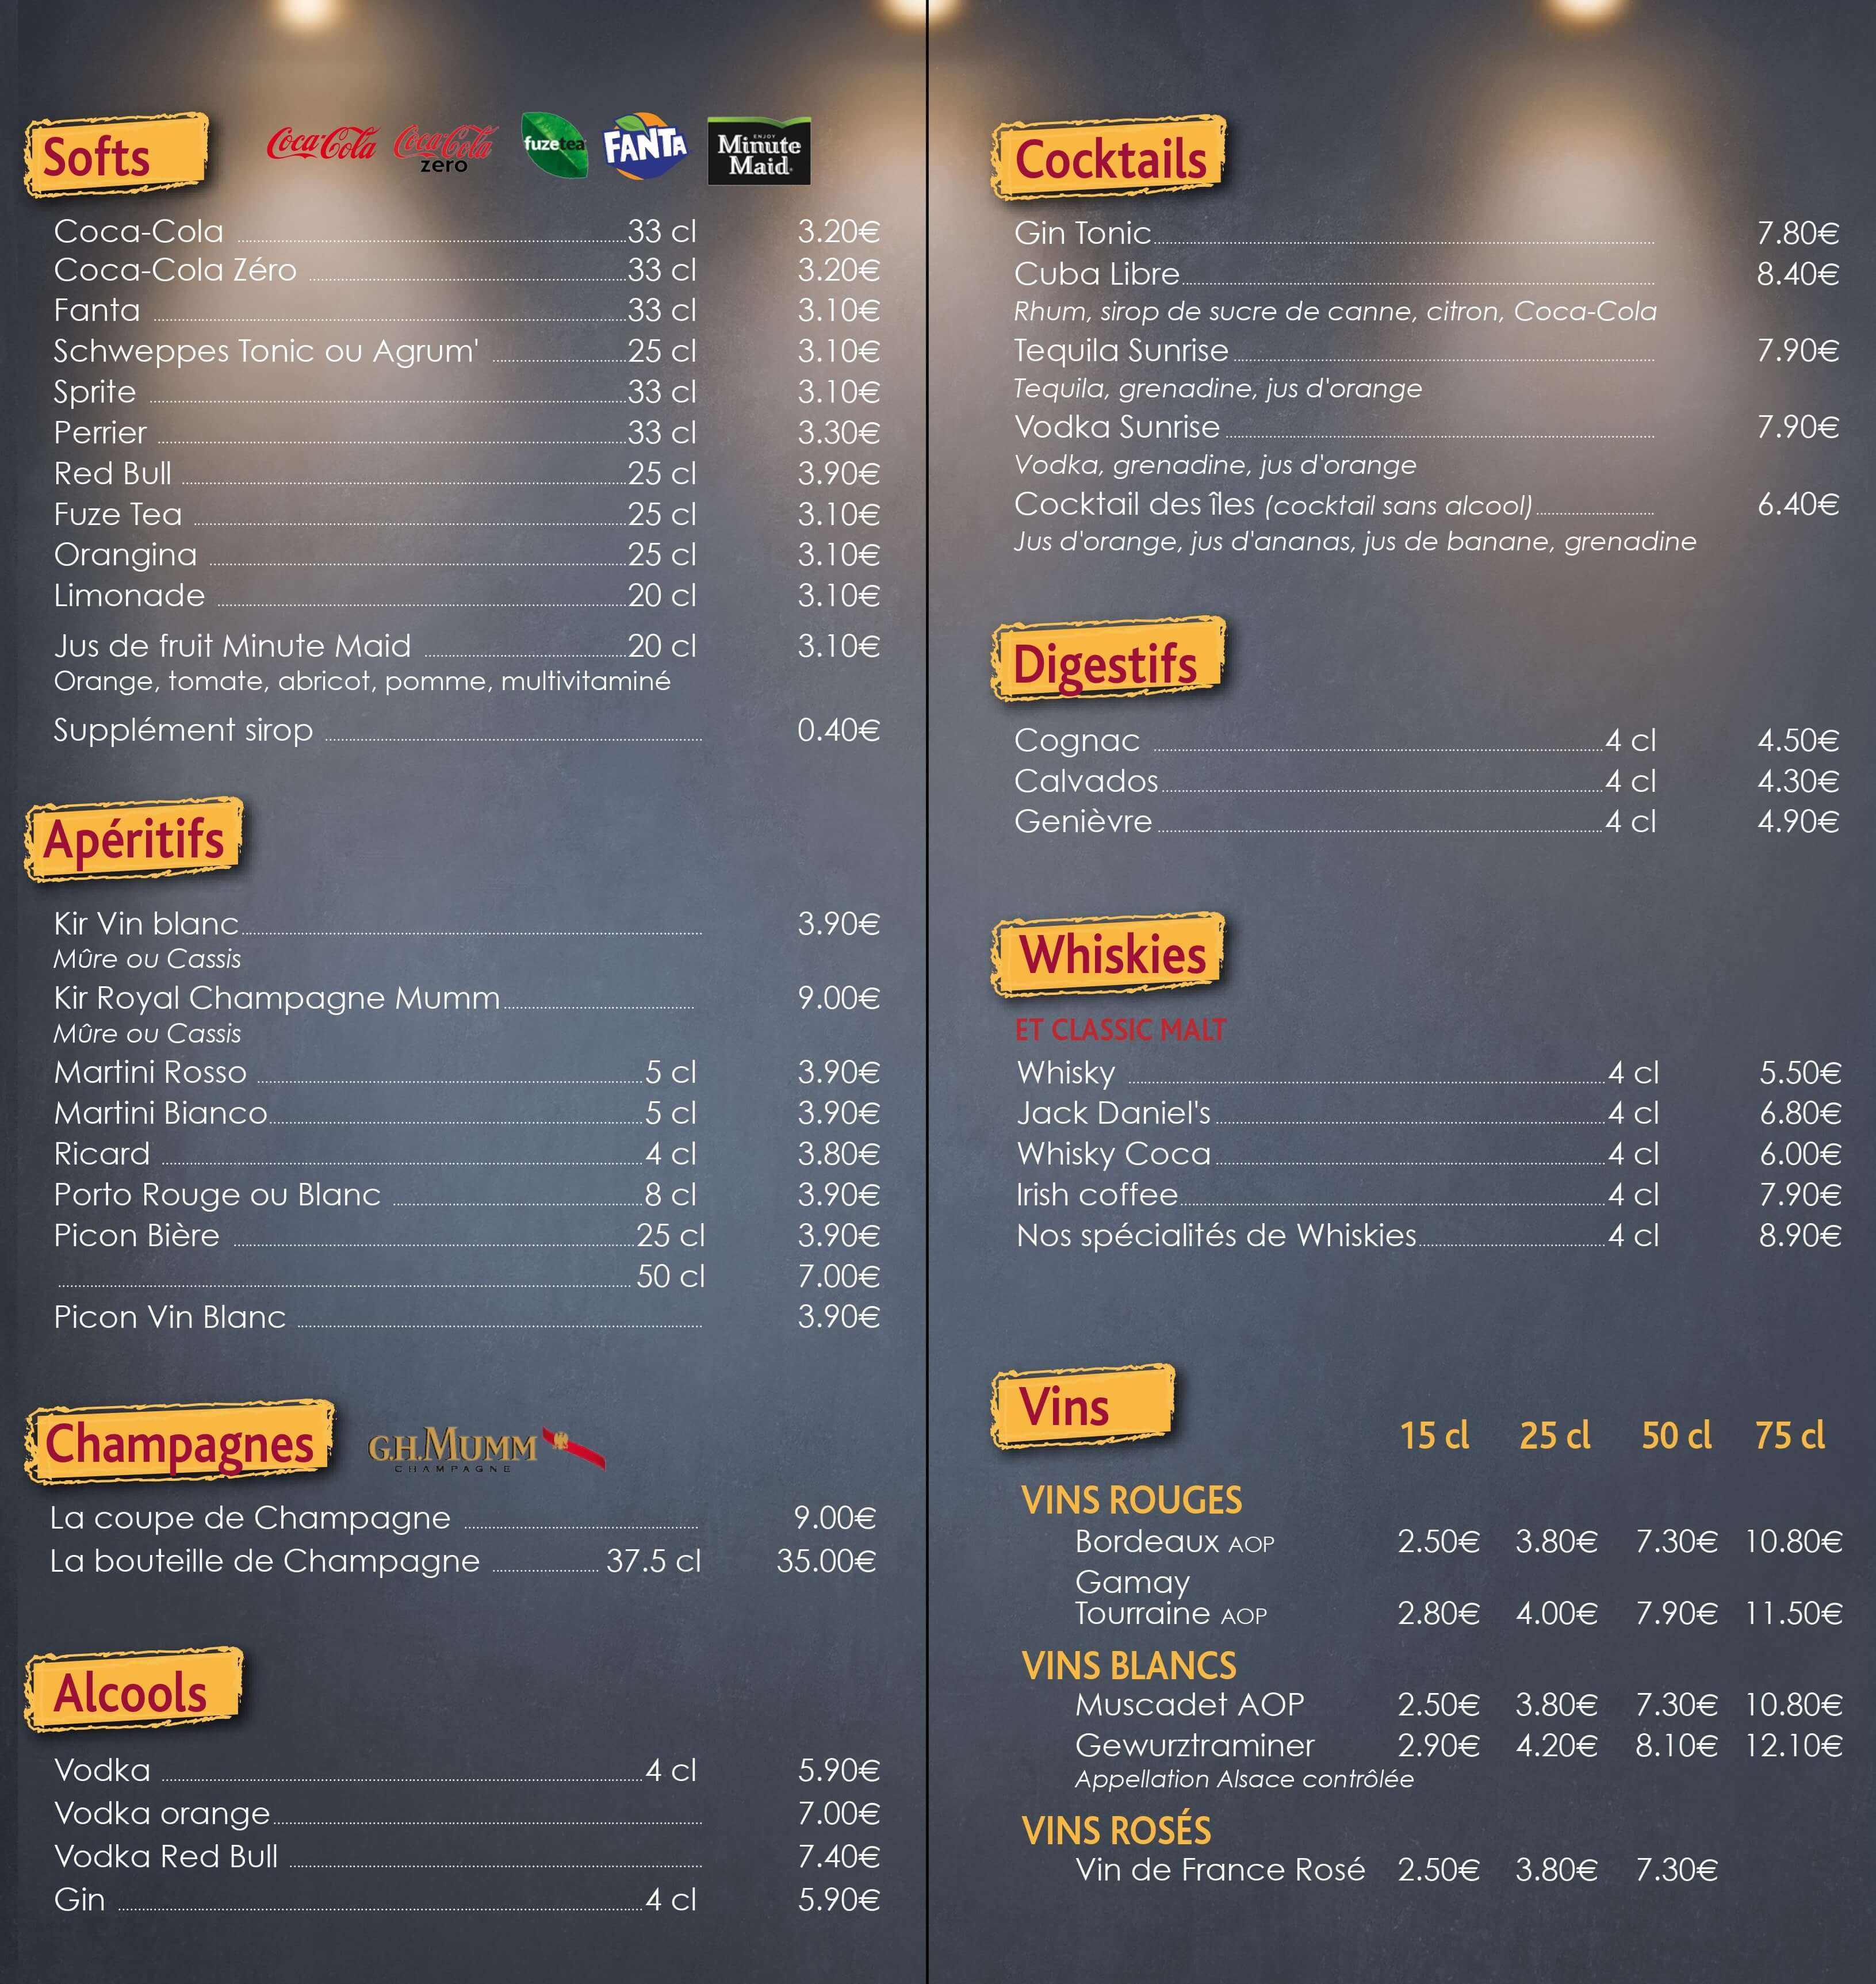 Softs
Coca-Cola Coca-Cola zero fuzetea FANTA ENJOY Minute Maid
Coca-Cola 33 cl 3.20€
Coca-Cola Zéro 33 cl 3.20€
Fanta 33 cl 3.10€
Schweppes Tonic ou Agrum' 25 cl 3.10€
Sprite 33 cl 3.10€
Perrier 33 cl 3.30€
Red Bull 25 cl 3.90€
Fuze Tea 25 cl 3.10€
Orangina 25 cl 3.10€
Limonade 20 cl 3.10€
Jus de fruit Minute Maid 20 cl 3.10€
Orange, tomate, abricot, pomme, multivitaminé
Supplément sirop 0.40€
Apéritifs
Kir Vin blanc 3.90€
Mûre ou Cassis
Kir Royal Champagne Mumm 9.00€
Mûre ou Cassis
Martini Rosso 5 cl 3.90€
Martini Bianco 5 cl 3.90€
Ricard 4 cl 3.80€
Porto Rouge ou Blanc 8 cl 3.90€
Picon Bière 25 cl 3.90€
50 cl 7.00€
Picon Vin Blanc 3.90€
Champagnes
G.H.MUMM
CHAMPAGNE
La coupe de Champagne 9.00€
La bouteille de Champagne 37.5 cl 35.00€
Alcools
Vodka 4 cl 5.90€
Vodka orange 7.00€
Vodka Red Bull 7.40€
Gin 4 cl 5.90€
Cocktails
Gin Tonic 7.80€
Cuba Libre 8.40€
Rhum, sirop de sucre de canne, citron, Coca-Cola
Tequila Sunrise 7.90€
Tequila, grenadine, jus d'orange
Vodka Sunrise 7.90€
Vodka, grenadine, jus d'orange
Cocktail des îles (cocktail sans alcool) 6.40€
Jus d'orange, jus d'ananas, jus de banane, grenadine
Digestifs
Cognac 4 cl 4.50€
Calvados 4 cl 4.30€
Genièvre 4 cl 4.90€
Whiskies
ET CLASSIC MALT
Whisky 4 cl 5.50€
Jack Daniel's 4 cl 6.80€
Whisky Coca 4 cl 6.00€
Irish coffee 4 cl 7.90€
Nos spécialités de Whiskies 4 cl 8.90€
Vins
15 cl 25 cl 50 cl 75 cl
VINS ROUGES
Bordeaux AOP 2.50€ 3.80€ 7.30€ 10.80€
Gamay
Tourraine AOP 2.80€ 4.00€ 7.90€ 11.50€
VINS BLANCS
Muscadet AOP 2.50€ 3.80€ 7.30€ 10.80€
Gewurztraminer 2.90€ 4.20€ 8.10€ 12.10€
Appellation Alsace contrôlée
VINS ROSÉS
Vin de France Rosé 2.50€ 3.80€ 7.30€